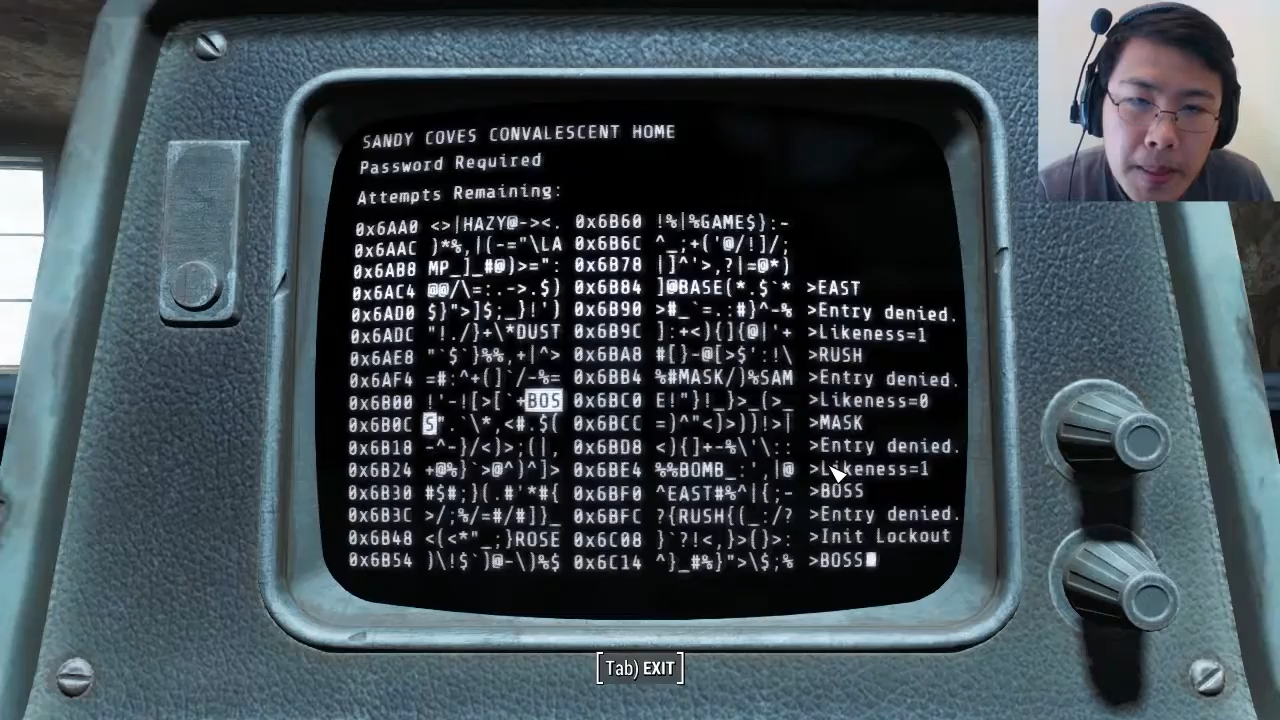 SANDY COVES CONVALESCENT HOME
Password Required
Attempts Remaining:
0x6AA0 <>|HAZY@-><. 0x6B60 !%|%GAME$}:-
0x6AAC )*%,|(-="\LA 0x6B6C ^_;+('@/!]/;
0x6AB8 MP_]_#@)>=": 0x6B78 |]^'>,?|=@*)
0x6AC4 @@/\=:.->.$) 0x6B84 ]@BASE(*.$`* >EAST
0x6AD0 $}">]$;_}!') 0x6B90 >#_`=.:#}^-% >Entry denied.
0x6ADC "!./}+\*DUST 0x6B9C ]:+<){]{@|'+ >Likeness=1
0x6AE8 "`$`}%%,+|^> 0x6BA8 #[}-@[>$':!\ >RUSH
0x6AF4 =#:^+(]`/-%= 0x6BB4 %#MASK/)%SAM >Entry denied.
0x6B00 !'-![>[`+BOS 0x6BC0 E!"}!_}>_(>_ >Likeness=0
0x6B0C S".`\*,<#.$( 0x6BCC =)^"<)>))!>| >MASK
0x6B18 -^-}/<)>;(|, 0x6BD8 <){]+-%\'\:: >Entry denied.
0x6B24 +@%}`>@^)^]> 0x6BE4 %%BOMB_:',|@ >Likeness=1
0x6B30 #$#;}(.#'*#{ 0x6BF0 ^EAST#%^|{;- >BOSS
0x6B3C >/;%/=#/#]}_ 0x6BFC ?{RUSH{(_:/? >Entry denied.
0x6B48 <(<*"_;}ROSE 0x6C08 }`?!<,}>{}>: >Init Lockout
0x6B54 )\!$`)@-\)%$ 0x6C14 ^}_#%}">\$;% >BOSS
[Tab) EXIT]